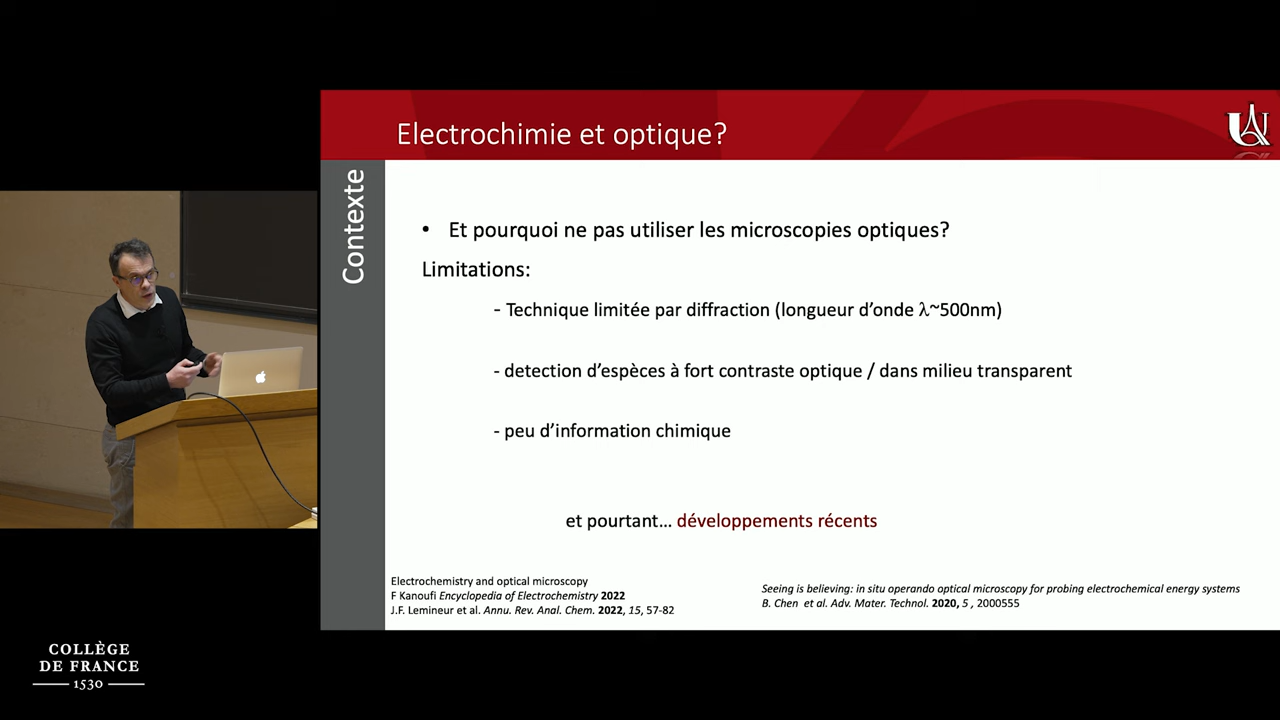 Electrochimie et optique?
Contexte
• Et pourquoi ne pas utiliser les microscopies optiques?
Limitations:
- Technique limitée par diffraction (longueur d'onde λ~500nm)
- detection d'espèces à fort contraste optique / dans milieu transparent
- peu d'information chimique
et pourtant… développements récents
Electrochemistry and optical microscopy
F Kanoufi Encyclopedia of Electrochemistry 2022
J.F. Lemineur et al. Annu. Rev. Anal. Chem. 2022, 15, 57-82
Seeing is believing: in situ operando optical microscopy for probing electrochemical energy systems
B. Chen et al. Adv. Mater. Technol. 2020, 5 , 2000555
COLLÈGE
DE FRANCE
1530